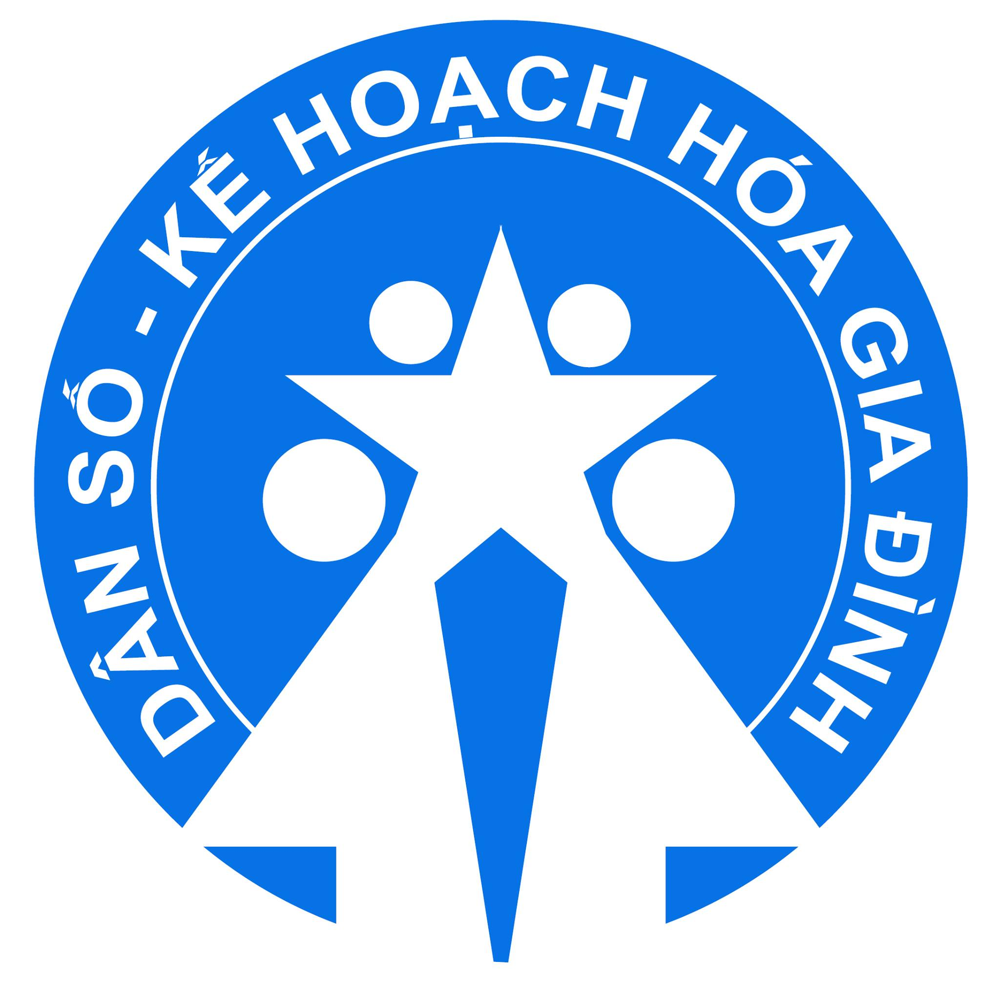 DÂN SỐ - KẾ HOẠCH HÓA GIA ĐÌNH